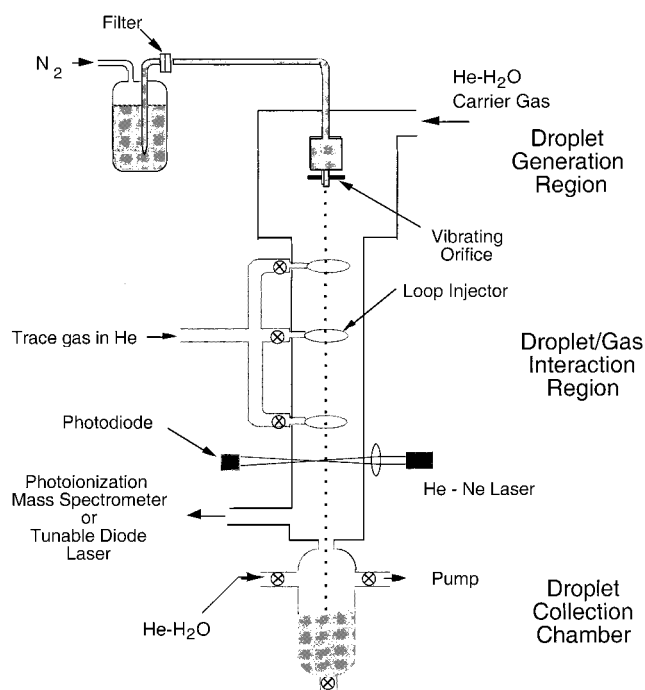 Filter
N2
He-H2O
Carrier Gas
Droplet
Generation
Region
Vibrating
Orifice
Loop Injector
Trace gas in He
Droplet/Gas
Interaction
Region
Photodiode
He - Ne Laser
Photoionization
Mass Spectrometer
or
Tunable Diode
Laser
Pump
He-H2O
Droplet
Collection
Chamber